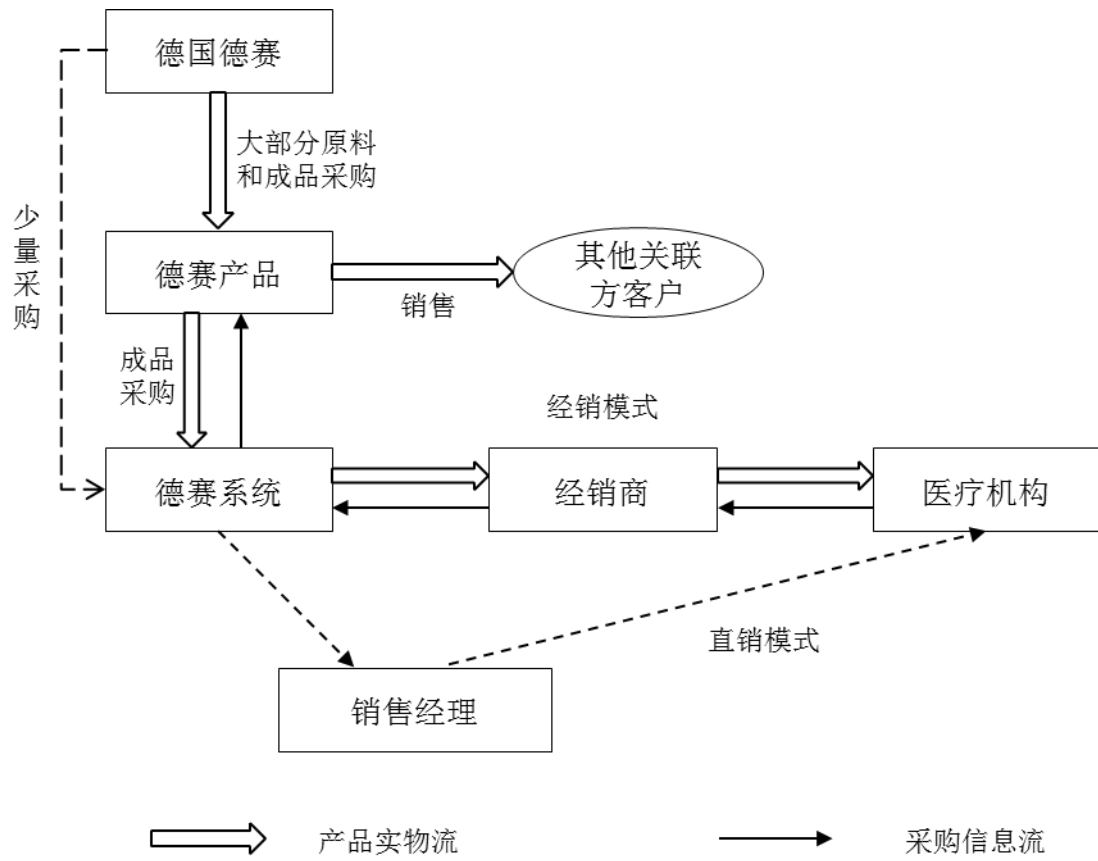 德国德赛
大部分原料
和成品采购
少
量
采
购
德赛产品
其他关联
方客户
销售
成品
采购
经销模式
德赛系统
经销商
医疗机构
直销模式
销售经理
产品实物流
采购信息流